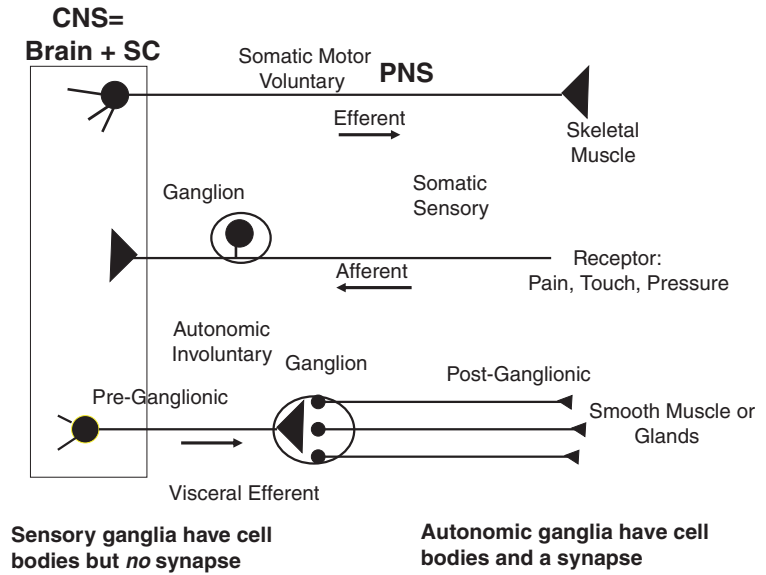 CNS=
Brain + SC
Somatic Motor
Voluntary
PNS
Efferent
Skeletal
Muscle
Ganglion
Somatic
Sensory
Afferent
Receptor:
Pain, Touch, Pressure
Autonomic
Involuntary
Ganglion
Pre-Ganglionic
Post-Ganglionic
Smooth Muscle or
Glands
Visceral Efferent
Sensory ganglia have cell
bodies but no synapse
Autonomic ganglia have cell
bodies and a synapse